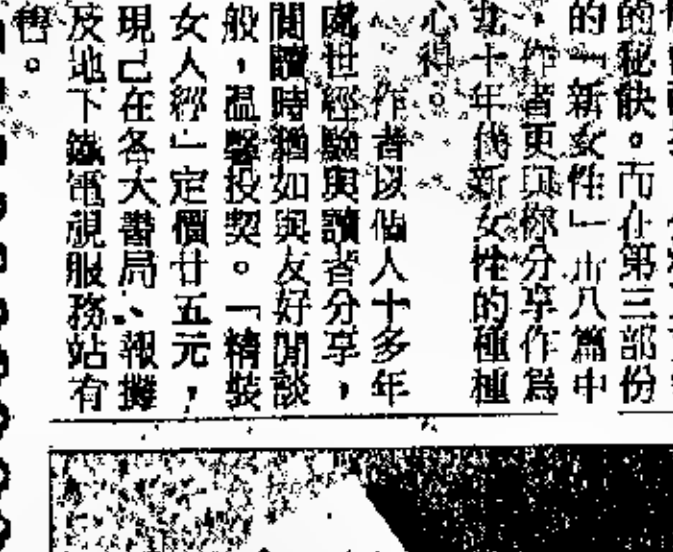 的秘訣。而在第三部份
的「新女性」卅八篇中
，作者更與你分享作爲
九十年代新女性的種種
心得。
作者以個人十多年
處世經驗與讀者分享，
閱讀時猶如與友好閒談
般，溫馨投契。「精裝
女人經」定價廿五元，
現已在各大書局、報攤
及地下鐵電視服務站有
售。